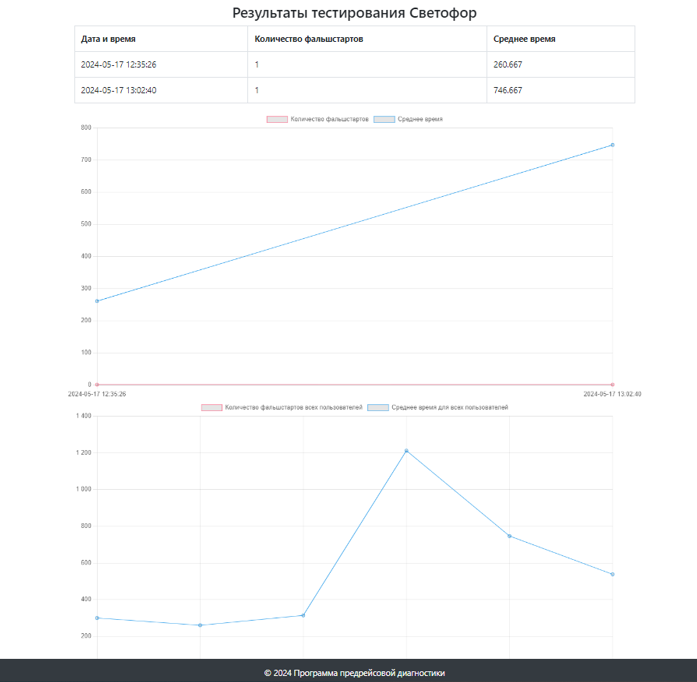 Результаты тестирования Светофор
Дата и время Количество фальшстартов Среднее время
2024-05-17 12:35:26 1 260.667
2024-05-17 13:02:40 1 746.667
Количество фальшстартов Среднее время
800
700
600
500
400
300
200
100
0
2024-05-17 12:35:26 2024-05-17 13:02:40
Количество фальшстартов всех пользователей Среднее время для всех пользователей
1 400
1 200
1 000
800
600
400
200
© 2024 Программа предрейсовой диагностики